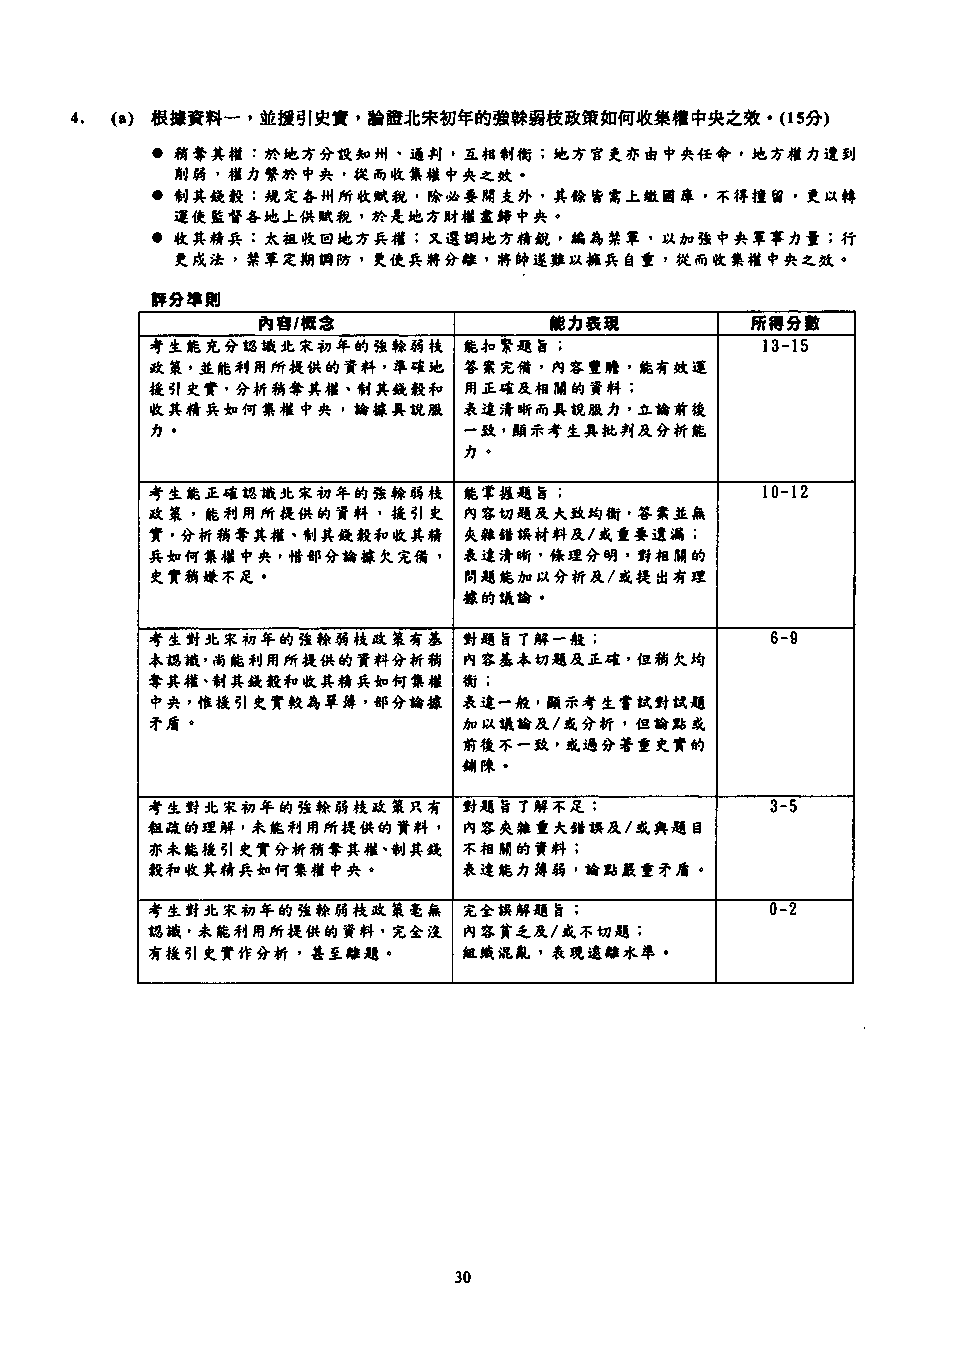 4. (a) 根據資料一，並援引史實，論證北宋初年的強榦弱枝政策如何收集權中央之效。(15分)
● 稍奪其權：於地方分設知州、通判，互相制衡；地方官吏亦由中央任命，地方權力遭到
削弱，權力繫於中央，從而收集權中央之效。
● 制其錢穀：規定各州所收賦稅，除必要開支外，其餘皆需上繳國庫，不得擅留，更以轉
運使監督各地上供賦稅，於是地方財權盡歸中央。
● 收其精兵：太祖收回地方兵權；又選調地方精銳，編為禁軍，以加強中央軍事力量；行
更戍法，禁軍定期調防，更使兵將分離，將帥遂難以擁兵自重，從而收集權中央之效。
評分準則
內容/概念 能力表現 所得分數
考生能充分認識北宋初年的強榦弱枝
政策，並能利用所提供的資料，準確地
援引史實，分析稍奪其權、制其錢穀和
收其精兵如何集權中央，論據具說服
力。
能扣緊題旨；
答案完備，內容豐贍，能有效運
用正確及相關的資料；
表達清晰而具說服力，立論前後
一致，顯示考生具批判及分析能
力。
13-15
考生能正確認識北宋初年的強榦弱枝
政策，能利用所提供的資料，援引史
實，分析稍奪其權、制其錢穀和收其精
兵如何集權中央，惜部分論據欠完備，
史實稍嫌不足。
能掌握題旨；
內容切題及大致均衡，答案並無
夾雜錯誤材料及/或重要遺漏；
表達清晰，條理分明，對相關的
問題能加以分析及/或提出有理
據的議論。
10-12
考生對北宋初年的強榦弱枝政策有基
本認識，尚能利用所提供的資料分析稍
奪其權、制其錢穀和收其精兵如何集權
中央，惟援引史實較為單薄，部分論據
矛盾。
對題旨了解一般；
內容基本切題及正確，但稍欠均
衡；
表達一般，顯示考生嘗試對試題
加以議論及/或分析，但論點或
前後不一致，或過分著重史實的
鋪陳。
6-9
考生對北宋初年的強榦弱枝政策只有
粗疏的理解，未能利用所提供的資料，
亦未能援引史實分析稍奪其權、制其錢
穀和收其精兵如何集權中央。
對題旨了解不足；
內容夾雜重大錯誤及/或與題目
不相關的資料；
表達能力薄弱，論點嚴重矛盾。
3-5
考生對北宋初年的強榦弱枝政策毫無
認識，未能利用所提供的資料，完全沒
有援引史實作分析，甚至離題。
完全誤解題旨；
內容貧乏及/或不切題；
組織混亂，表現遠離水準。
0-2
30